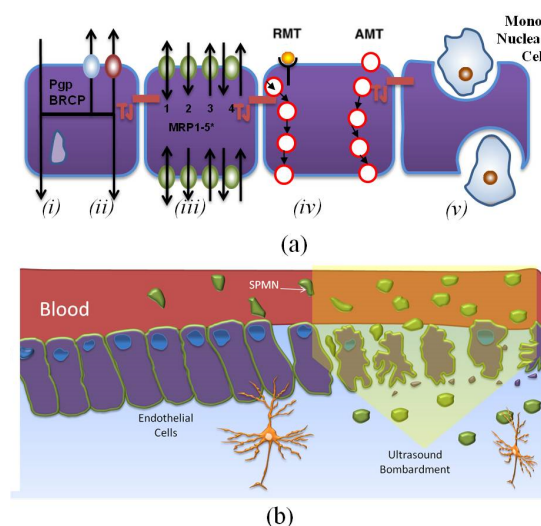 RMT
AMT
Mono
Nuclea
Cel
Pgp
BRCP
TJ
1
2
3
4
TJ
TJ
MRP1-5*
(i)
(ii)
(iii)
(iv)
(v)
(a)
SPMN
Blood
Endothelial
Cells
Ultrasound
Bombardment
(b)